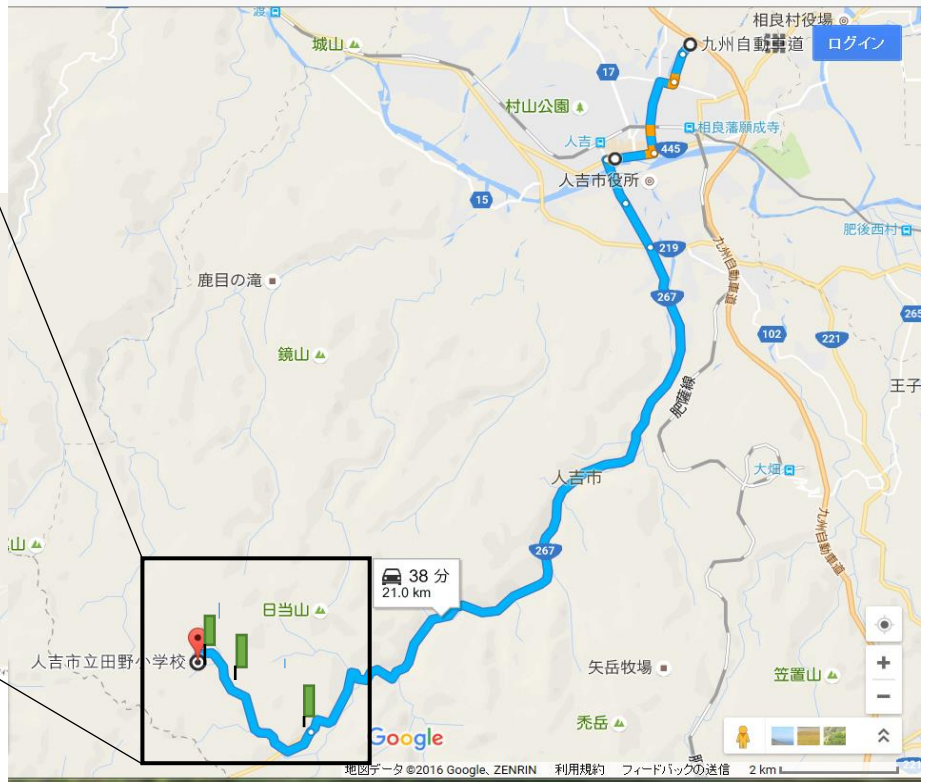 渡
城山
相良村役場
九州自動車道
ログイン
17
村山公園
相良藩願成寺
人吉
445
人吉市役所
15
肥後西村
219
九州自動車道
鹿目の滝
267
265
102
221
鏡山
王子
肥薩線
大畑
人吉市
九州自動車道
267
山
38 分
21.0 km
日当山
人吉市立田野小学校
矢岳牧場
笠置山
禿岳
Google
地図データ ©2016 Google、ZENRIN 利用規約 フィードバックの送信 2 km
221